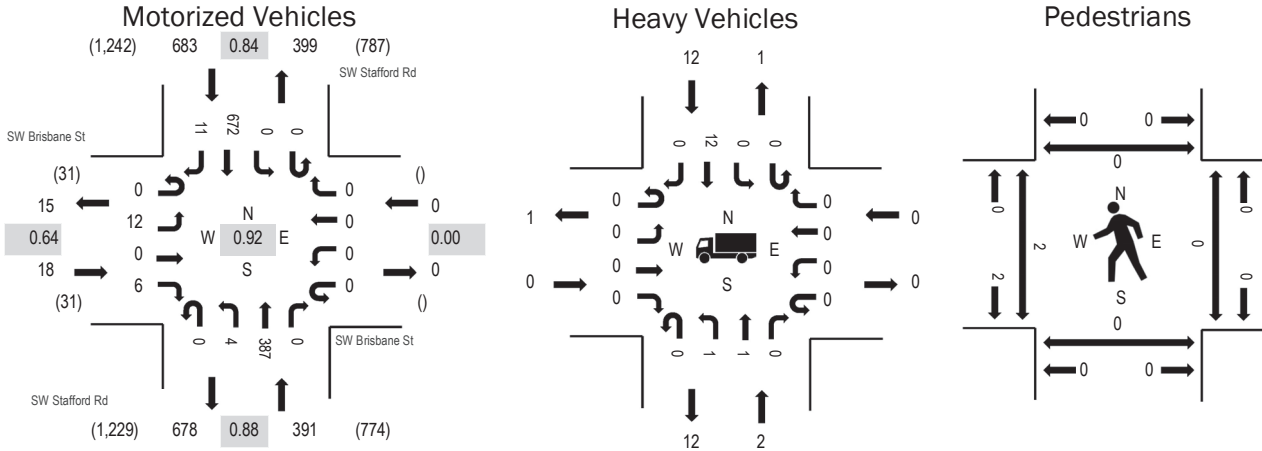 Motorized Vehicles
Heavy Vehicles
Pedestrians
(1,242) 683 0.84 399 (787)
SW Stafford Rd
SW Brisbane St
11 672 0 0
(31)
15
0.64
18
(31)
0
12
0
6
N
W 0.92 E
S
0
0
0
0
()
0
0.00
0
()
0 4 387 0
SW Brisbane St
SW Stafford Rd
(1,229) 678 0.88 391 (774)
12 1
0 12 0 0
1
0
0
0
0
0
N
W E
S
0
0
0
0
0
0
0 1 1 0
12 2
0 0
0
0
2
2
N
W E
S
0
0
0
0
0 0